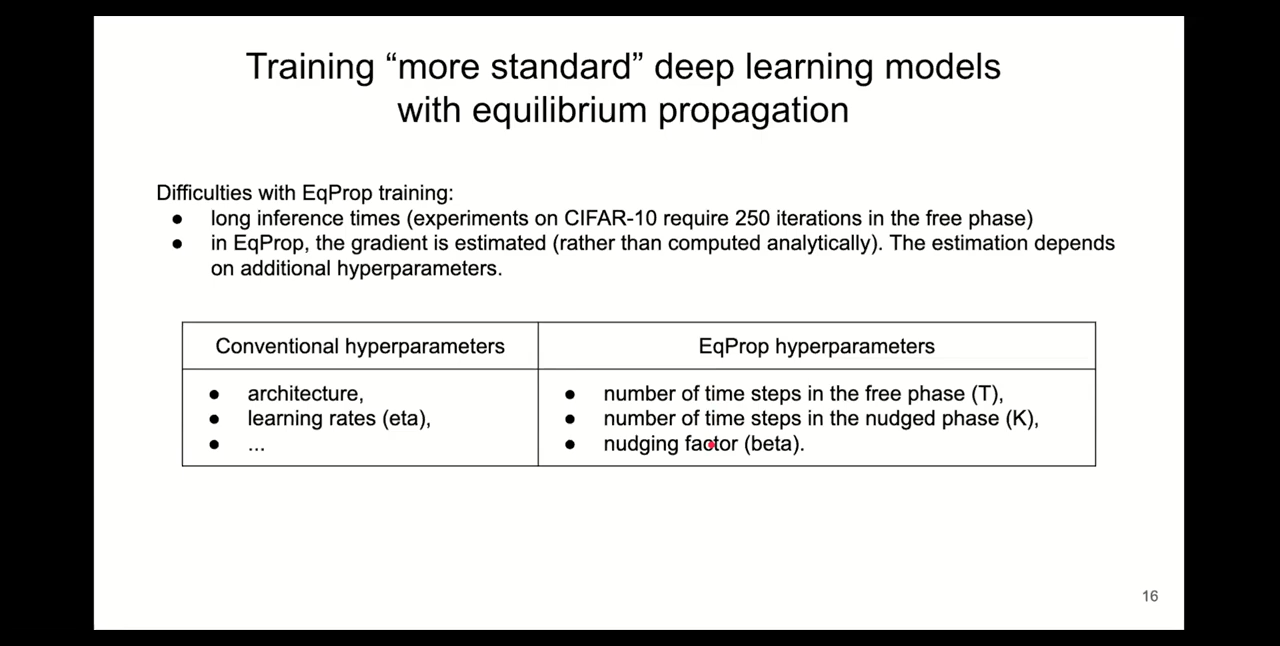 Training “more standard” deep learning models
with equilibrium propagation
Difficulties with EqProp training:
● long inference times (experiments on CIFAR-10 require 250 iterations in the free phase)
● in EqProp, the gradient is estimated (rather than computed analytically). The estimation depends
on additional hyperparameters.
Conventional hyperparameters
● architecture,
● learning rates (eta),
● ...
EqProp hyperparameters
● number of time steps in the free phase (T),
● number of time steps in the nudged phase (K),
● nudging factor (beta).
16